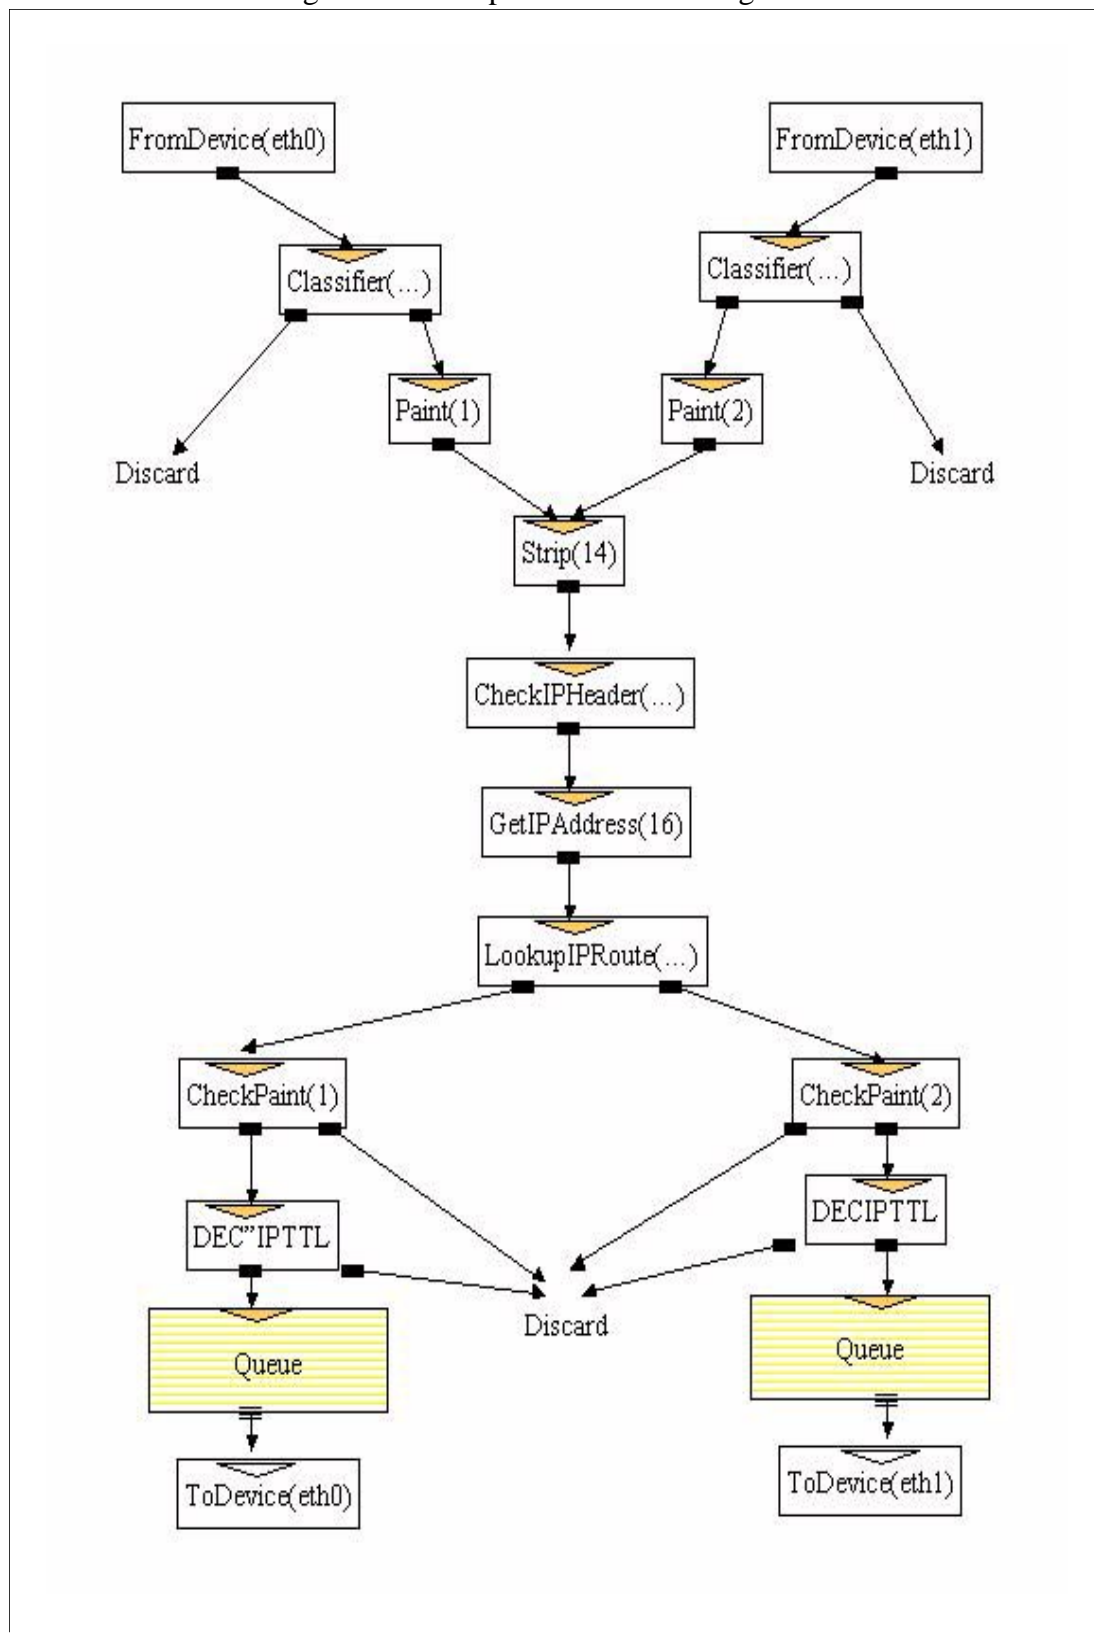 FromDevice(eth0)
FromDevice(eth1)
Classifier(...)
Classifier(...)
Paint(1)
Paint(2)
Discard
Discard
Strip(14)
CheckIPHeader(...)
GetIPAddress(16)
LookupIPRoute(...)
CheckPaint(1)
CheckPaint(2)
DEC”IPTTL
DECIPTTL
Discard
Queue
Queue
ToDevice(eth0)
ToDevice(eth1)